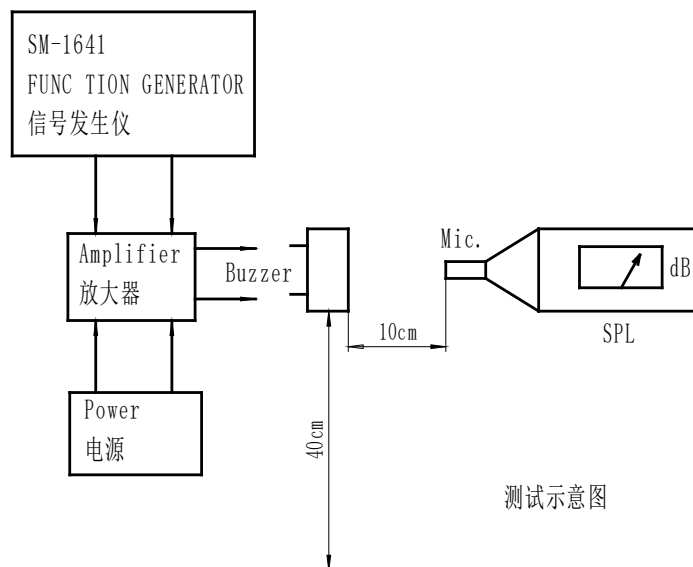 SM-1641
FUNC TION GENERATOR
信号发生仪
Amplifier
放大器
Buzzer
Mic.
dB
SPL
10cm
Power
电源
40cm
测试示意图